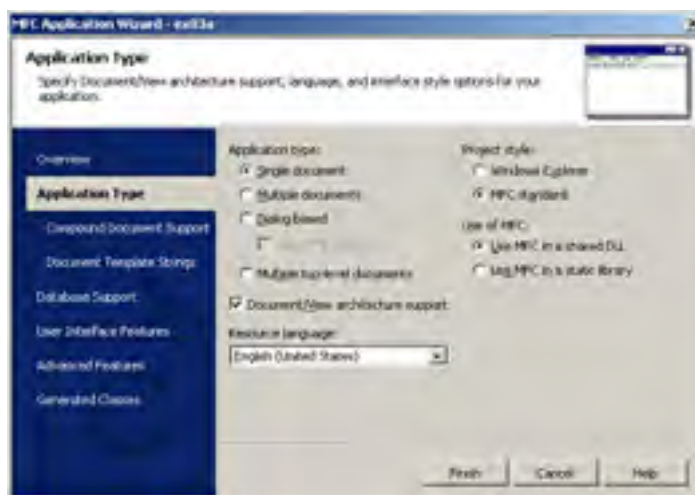 MFC Application Wizard - ex03a
Application Type
Specify Document/View architecture support, language, and interface style options for your
application.
Overview
Application Type
Compound Document Support
Document Template Strings
Database Support
User Interface Features
Advanced Features
Generated Classes
Application type:
Single document
Multiple documents
Dialog based
Multiple top-level documents
Document/View architecture support
Resource language:
English (United States)
Project style:
Windows Explorer
MFC standard
Use of MFC:
Use MFC in a shared DLL
Use MFC in a static library
Finish
Cancel
Help